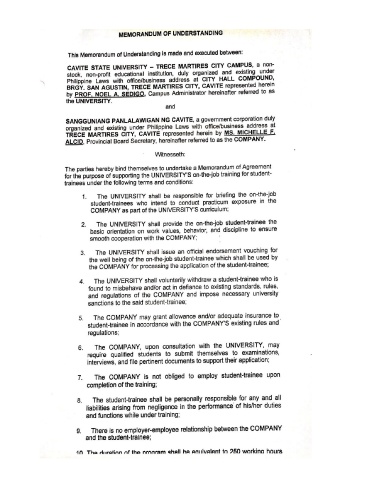 MEMORANDUM OF UNDERSTANDING
This Memorandum of Understanding is made and executed between:
CAVITE STATE UNIVERSITY – TRECE MARTIRES CITY CAMPUS, a non-
stock, non-profit educational institution, duly organized and existing under
Philippine Laws with office/business address at CITY HALL COMPOUND,
BRGY. SAN AGUSTIN, TRECE MARTIRES CITY, CAVITE represented herein
by PROF. NOEL A. SEDIGO, Campus Administrator hereinafter referred to as
the UNIVERSITY.
and
SANGGUNIANG PANLALAWIGAN NG CAVITE, a government corporation duly
organized and existing under Philippine Laws with office/business address at
TRECE MARTIRES CITY, CAVITE represented herein by MS. MICHELLE F.
ALCID, Provincial Board Secretary, hereinafter referred to as the COMPANY.
Witnesseth:
The parties hereby bind themselves to undertake a Memorandum of Agreement
for the purpose of supporting the UNIVERSITY'S on-the-job training for student-
trainees under the following terms and conditions:
1. The UNIVERSITY shall be responsible for briefing the on-the-job
student-trainees who intend to conduct practicum exposure in the
COMPANY as part of the UNIVERSITY'S curriculum;
2. The UNIVERSITY shall provide the on-the-job student-trainee the
basic orientation on work values, behavior, and discipline to ensure
smooth cooperation with the COMPANY;
3. The UNIVERSITY shall issue an official endorsement vouching for
the well being of the on-the-job student-trainee which shall be used by
the COMPANY for processing the application of the student-trainee;
4. The UNIVERSITY shall voluntarily withdraw a student-trainee who is
found to misbehave and/or act in defiance to existing standards, rules,
and regulations of the COMPANY and impose necessary university
sanctions to the said student-trainee;
5. The COMPANY may grant allowance and/or adequate insurance to
student-trainee in accordance with the COMPANY'S existing rules and
regulations;
6. The COMPANY, upon consultation with the UNIVERSITY, may
require qualified students to submit themselves to examinations,
interviews, and file pertinent documents to support their application;
7. The COMPANY is not obliged to employ student-trainee upon
completion of the training;
8. The student-trainee shall be personally responsible for any and all
liabilities arising from negligence in the performance of his/her duties
and functions while under training;
9. There is no employer-employee relationship between the COMPANY
and the student-trainee;
10. The duration of the program shall be equivalent to 250 working hours